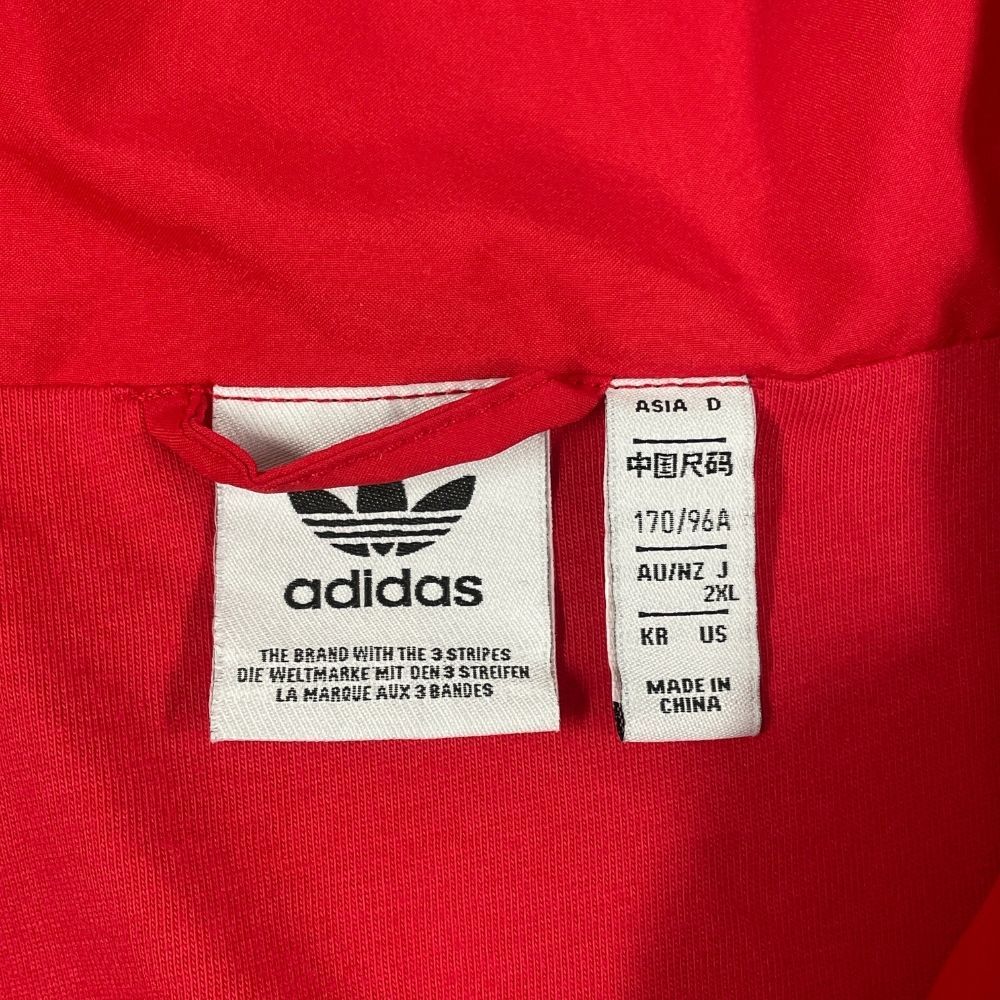 adidas
THE BRAND WITH THE 3 STRIPES
DIE WELTMARKE MIT DEN 3 STREIFEN
LA MARQUE AUX 3 BANDES
ASIA D
中国尺码
170/96A
AU/NZ J
2XL
KR US
MADE IN
CHINA